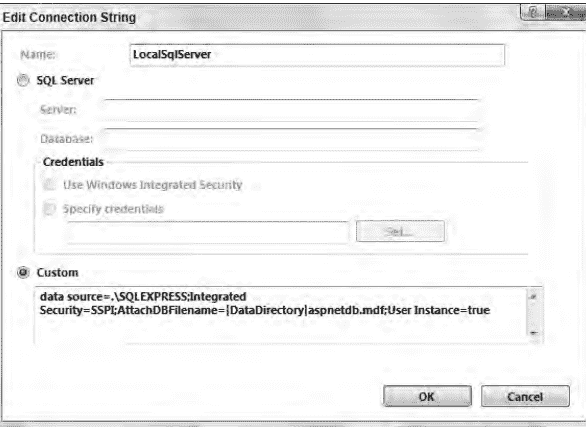 Edit Connection String
?
Name: LocalSqlServer
SQL Server
Server:
Database:
Credentials
Use Windows Integrated Security
Specify credentials
Set...
Custom
data source=.\SQLEXPRESS;Integrated
Security=SSPI;AttachDBFilename=|DataDirectory|aspnetdb.mdf;User Instance=true
OK Cancel